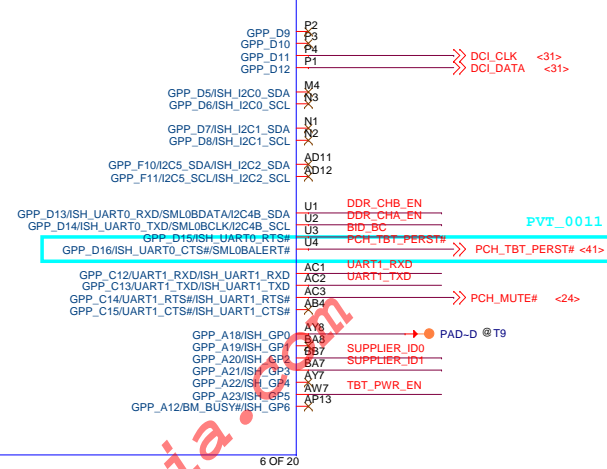 GPP_D9 P2
GPP_D10 P3
GPP_D11 P4 DCI_CLK <31>
GPP_D12 P1 DCI_DATA <31>
GPP_D5/ISH_I2C0_SDA M4
GPP_D6/ISH_I2C0_SCL N3
GPP_D7/ISH_I2C1_SDA N1
GPP_D8/ISH_I2C1_SCL N2
GPP_F10/I2C5_SDA/ISH_I2C2_SDA AD11
GPP_F11/I2C5_SCL/ISH_I2C2_SCL AD12
GPP_D13/ISH_UART0_RXD/SML0BDATA/I2C4B_SDA U1 DDR_CHB_EN
GPP_D14/ISH_UART0_TXD/SML0BCLK/I2C4B_SCL U2 DDR_CHA_EN
PVT_0011
GPP_D15/ISH_UART0_RTS# U3 BID_BC
GPP_D16/ISH_UART0_CTS#/SML0BALERT# U4 PCH_TBT_PERST# PCH_TBT_PERST# <41>
GPP_C12/UART1_RXD/ISH_UART1_RXD AC1 UART1_RXD
GPP_C13/UART1_TXD/ISH_UART1_TXD AC2 UART1_TXD
GPP_C14/UART1_RTS#/ISH_UART1_RTS# AC3 PCH_MUTE# <24>
GPP_C15/UART1_CTS#/ISH_UART1_CTS# AB4
GPP_A18/ISH_GP0 AY8 PAD~D @T9
GPP_A19/ISH_GP1 BA8
GPP_A20/ISH_GP2 BB7 SUPPLIER_ID0
GPP_A21/ISH_GP3 BA7 SUPPLIER_ID1
GPP_A22/ISH_GP4 AY7
GPP_A23/ISH_GP5 AW7 TBT_PWR_EN
GPP_A12/BM_BUSY#/ISH_GP6 AP13
6 OF 20
ia.com